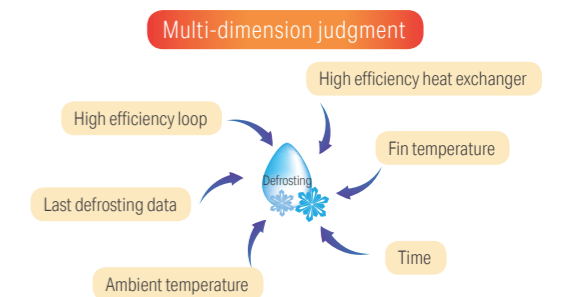 Multi-dimension judgment
High efficiency heat exchanger
High efficiency loop
Fin temperature
Defrosting
Last defrosting data
Time
Ambient temperature